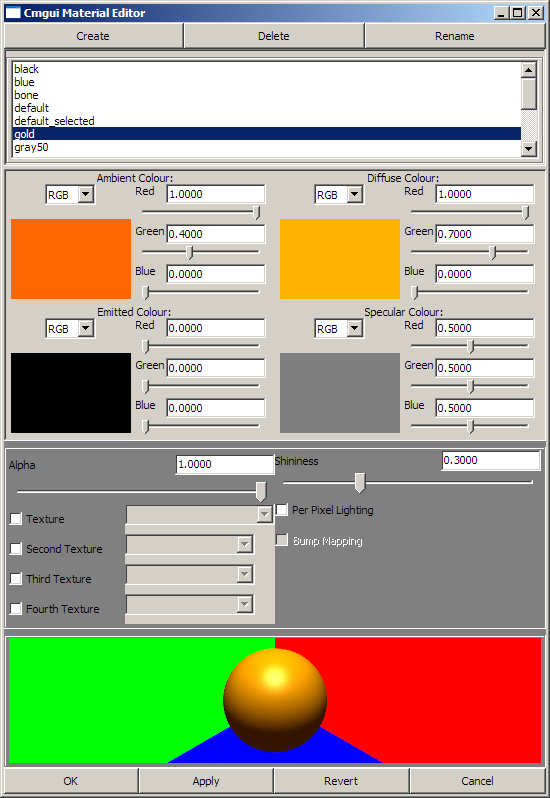 Cmgui Material Editor
Create Delete Rename
black
blue
bone
default
default_selected
gold
gray50
Ambient Colour: Diffuse Colour:
RGB Red 1.0000 RGB Red 1.0000
Green 0.4000 Green 0.7000
Blue 0.0000 Blue 0.0000
Emitted Colour: Specular Colour:
RGB Red 0.0000 RGB Red 0.5000
Green 0.0000 Green 0.5000
Blue 0.0000 Blue 0.5000
Alpha 1.0000 Shininess 0.3000
Texture Per Pixel Lighting
Second Texture Bump Mapping
Third Texture
Fourth Texture
OK Apply Revert Cancel